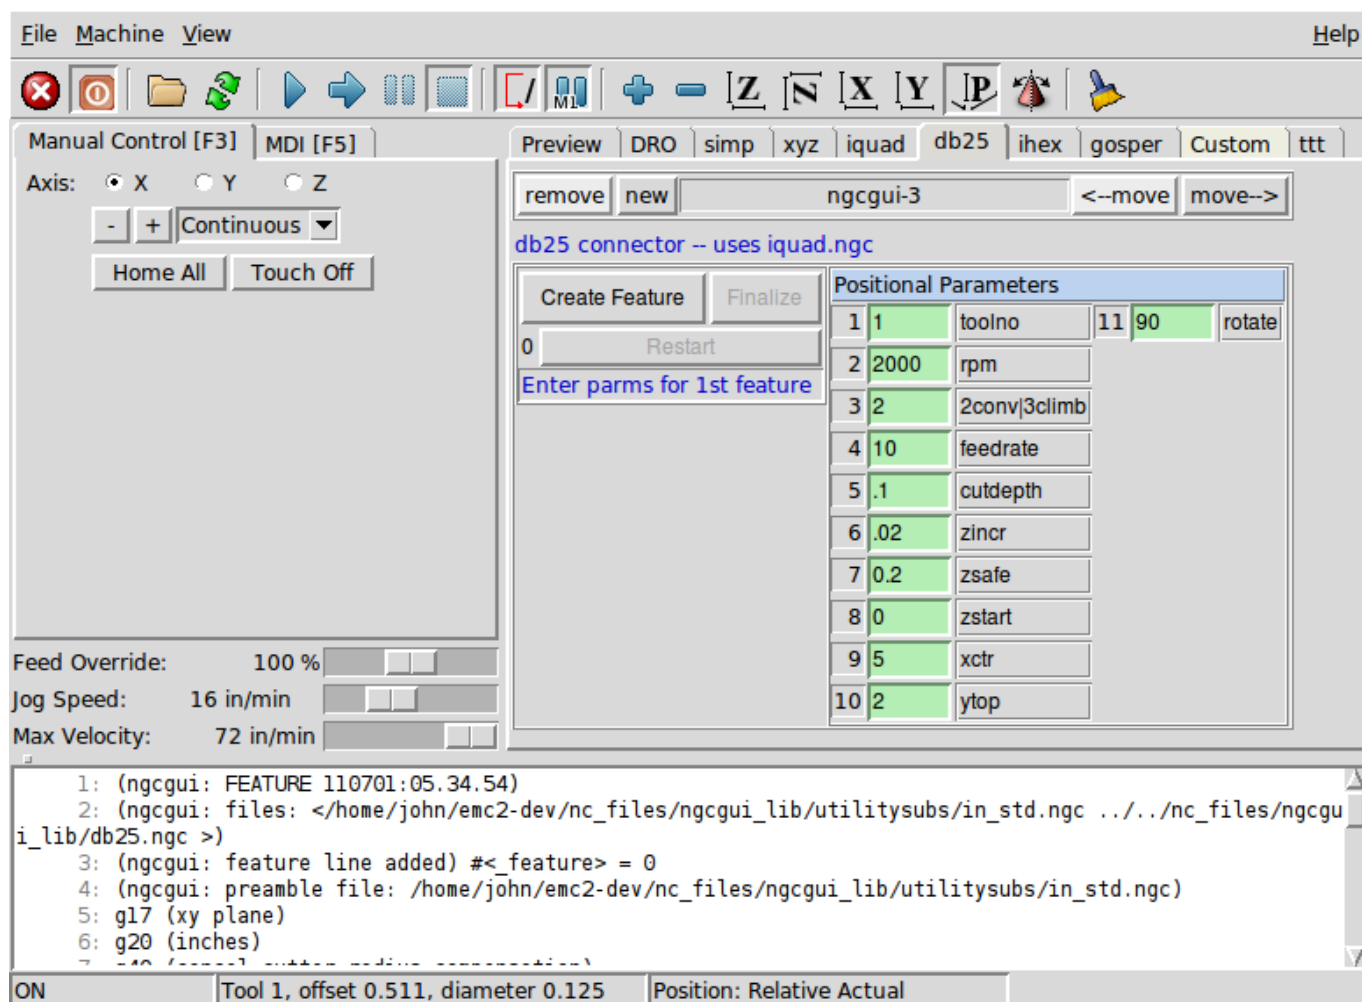 File Machine View Help
M1 Z N X Y P
Manual Control [F3] MDI [F5] Preview DRO simp xyz iquad db25 ihex gosper Custom ttt
Axis: X Y Z
- + Continuous
Home All Touch Off
remove new ngcgui-3 <--move move-->
db25 connector -- uses iquad.ngc
Create Feature Finalize
0 Restart
Enter parms for 1st feature
Positional Parameters
1 1 toolno 11 90 rotate
2 2000 rpm
3 2 2conv|3climb
4 10 feedrate
5 .1 cutdepth
6 .02 zincr
7 0.2 zsafe
8 0 zstart
9 5 xctr
10 2 ytop
Feed Override: 100 %
Jog Speed: 16 in/min
Max Velocity: 72 in/min
1: (ngcgui: FEATURE 110701:05.34.54)
2: (ngcgui: files: </home/john/emc2-dev/nc_files/ngcgui_lib/utilitysubs/in_std.ngc ../../nc_files/ngcgu
i_lib/db25.ngc >)
3: (ngcgui: feature line added) #<_feature> = 0
4: (ngcgui: preamble file: /home/john/emc2-dev/nc_files/ngcgui_lib/utilitysubs/in_std.ngc)
5: g17 (xy plane)
6: g20 (inches)
7: g40 (cancel cutter radius compensation)
ON Tool 1, offset 0.511, diameter 0.125 Position: Relative Actual